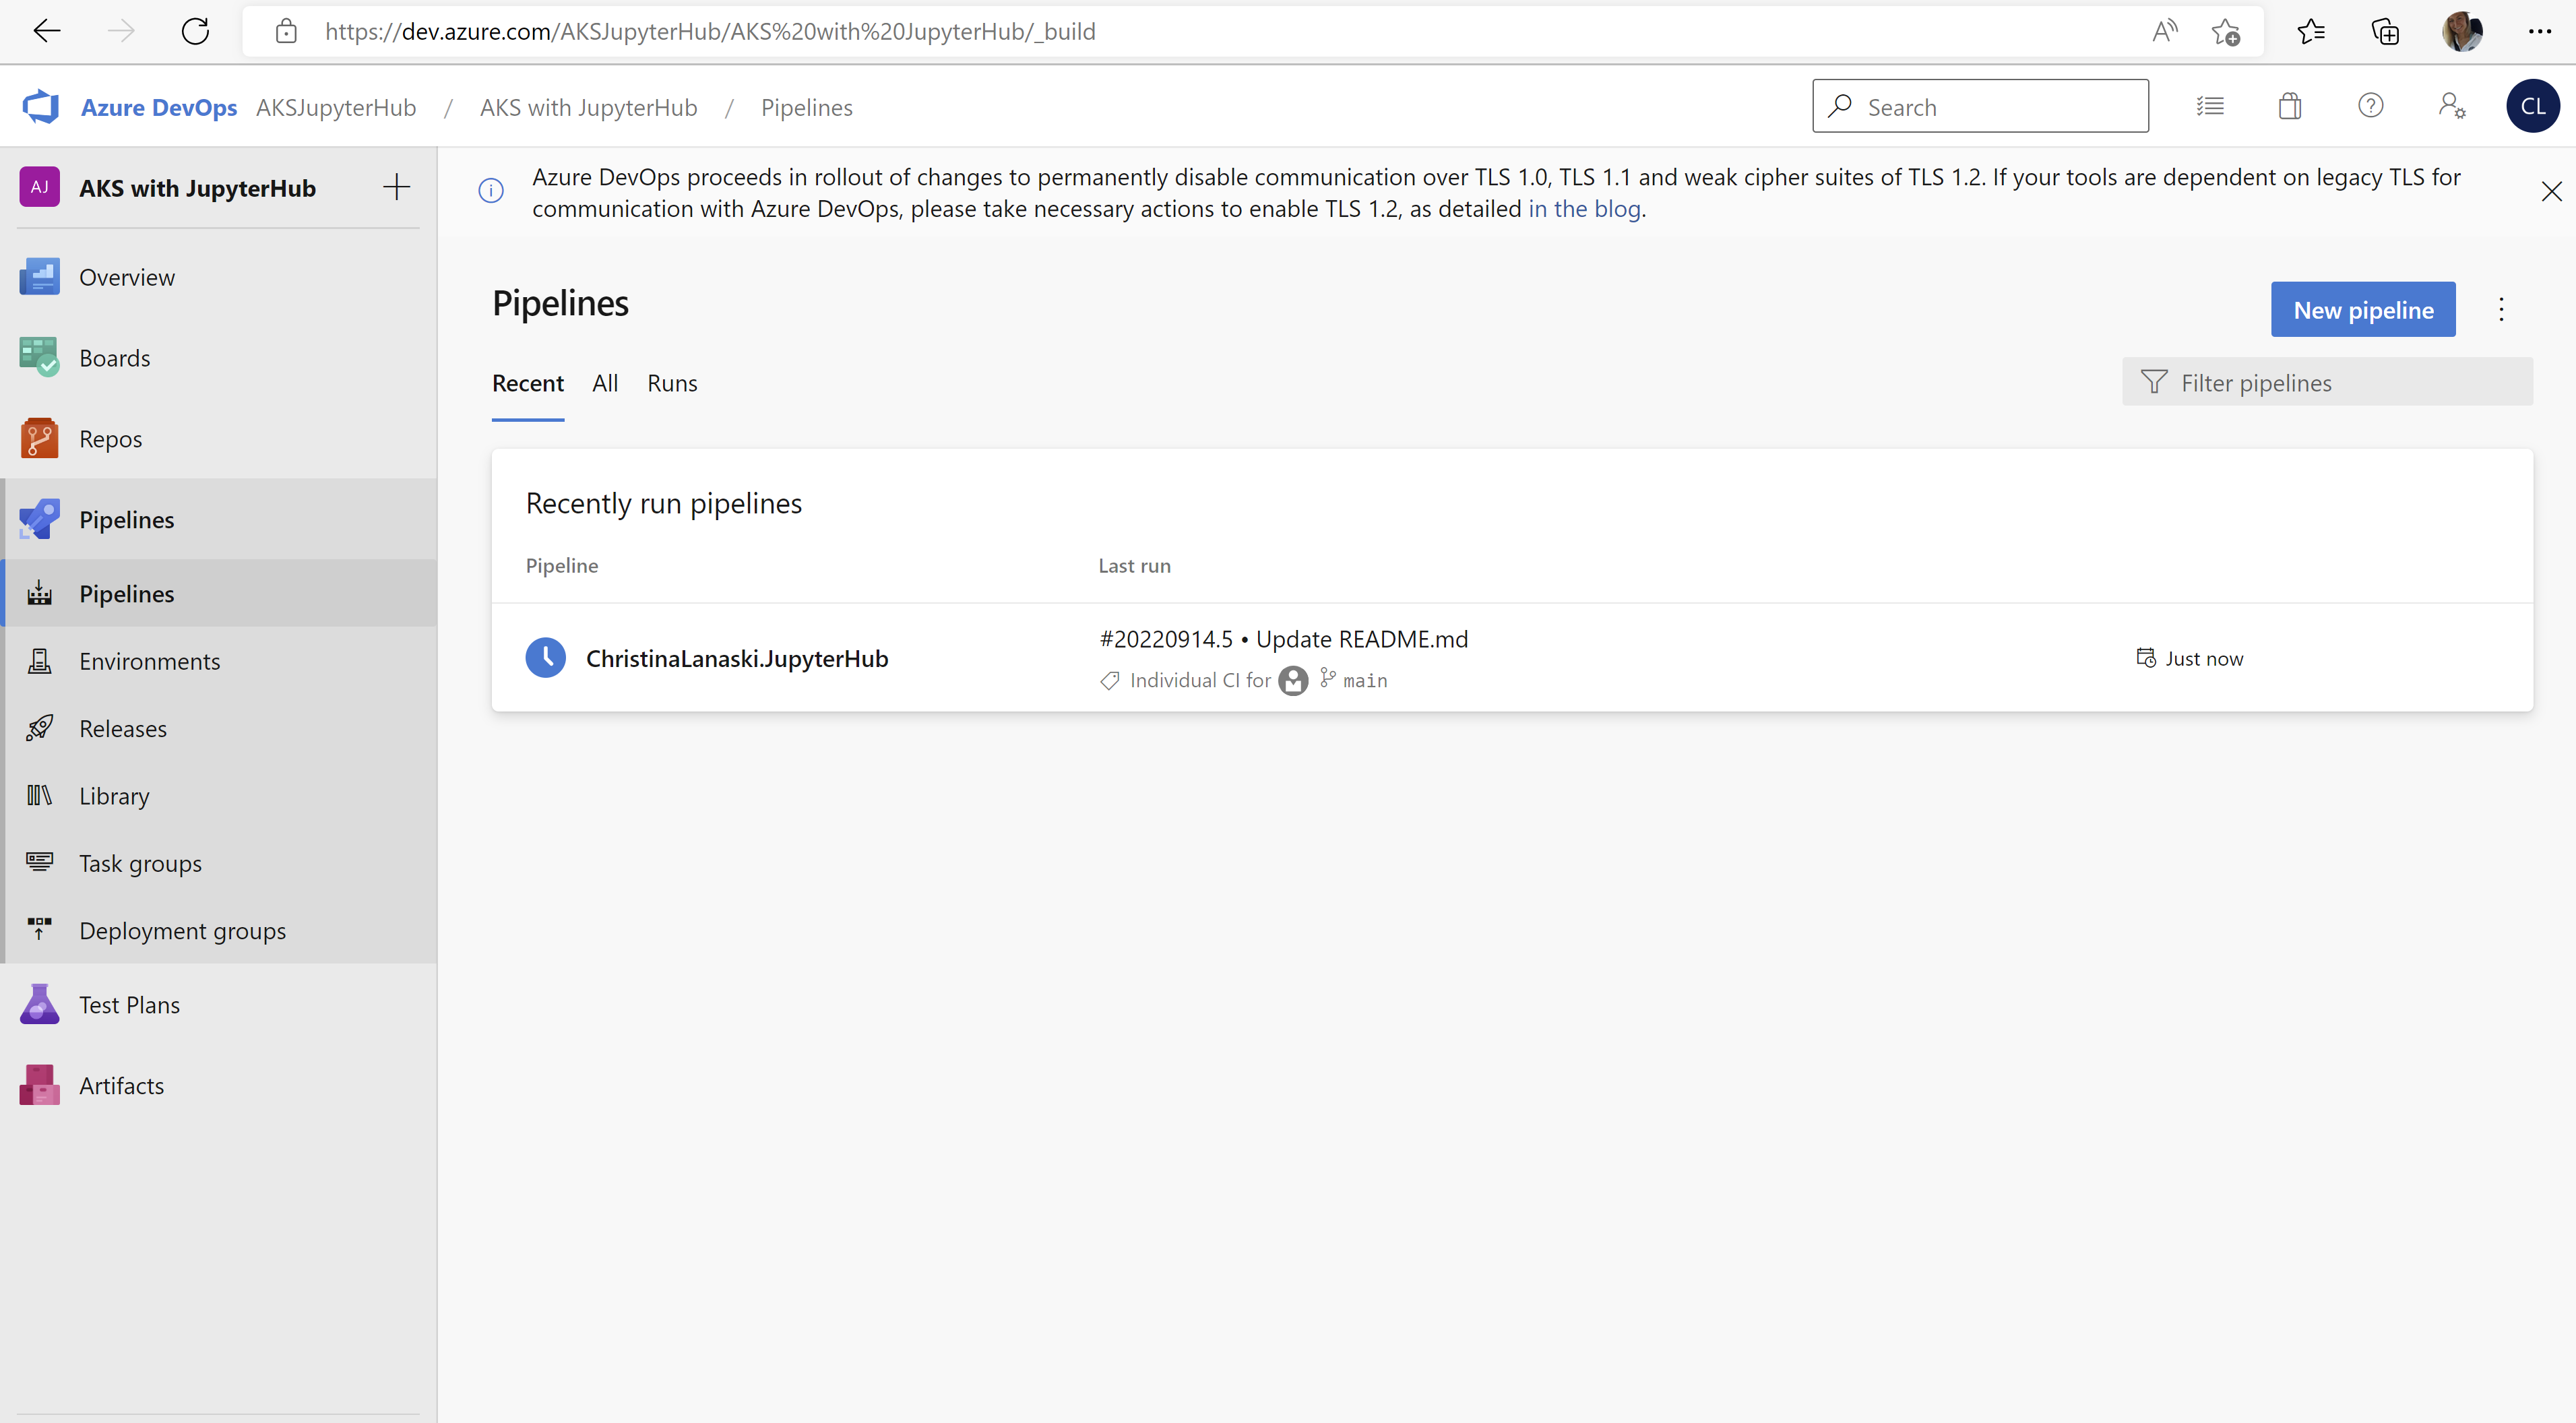 https://dev.azure.com/AKSJupyterHub/AKS%20with%20JupyterHub/_build
Azure DevOps AKSJupyterHub / AKS with JupyterHub / Pipelines
Search
CL
AJ AKS with JupyterHub
Azure DevOps proceeds in rollout of changes to permanently disable communication over TLS 1.0, TLS 1.1 and weak cipher suites of TLS 1.2. If your tools are dependent on legacy TLS for
communication with Azure DevOps, please take necessary actions to enable TLS 1.2, as detailed in the blog.
Overview
Boards
Repos
Pipelines
Pipelines
Environments
Releases
Library
Task groups
Deployment groups
Test Plans
Artifacts
Pipelines
New pipeline
Recent All Runs
Filter pipelines
Recently run pipelines
Pipeline Last run
ChristinaLanaski.JupyterHub
#20220914.5 • Update README.md
Individual CI for main
Just now